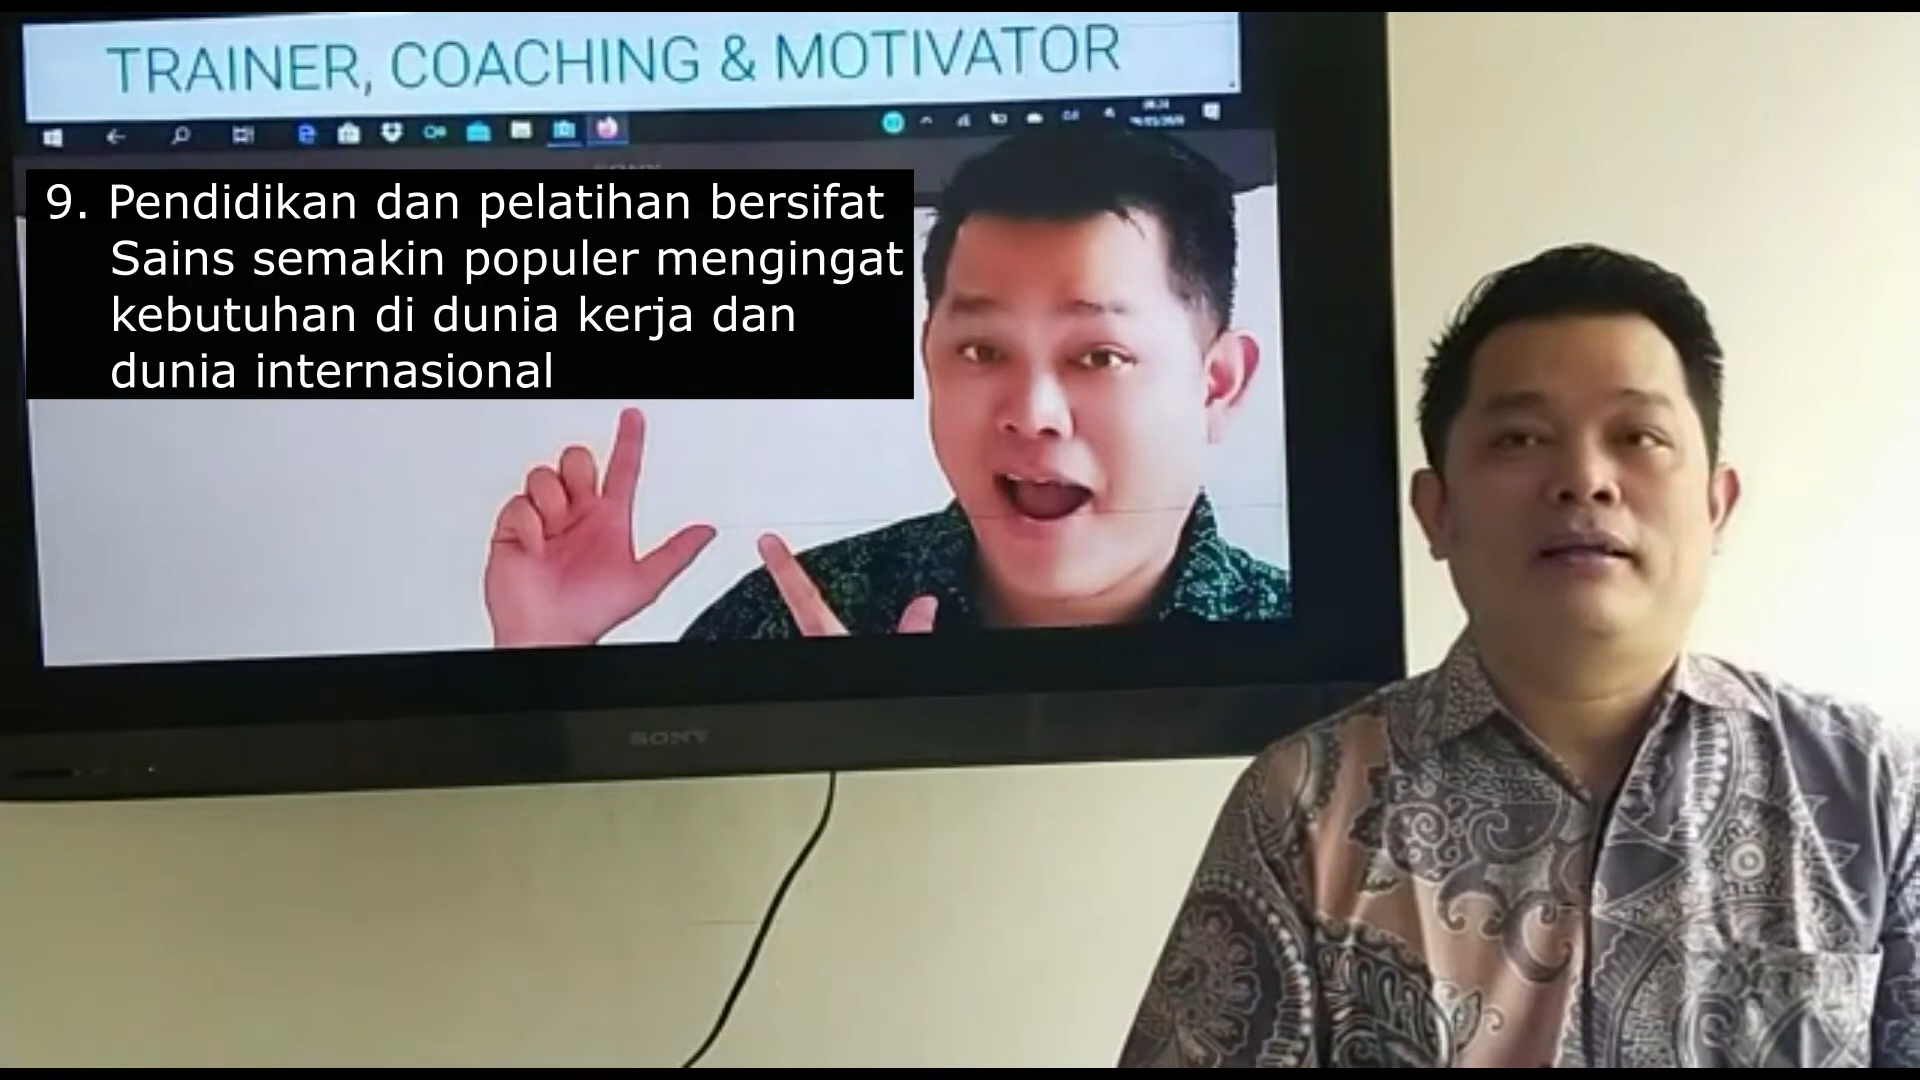 TRAINER, COACHING & MOTIVATOR
SONY
9. Pendidikan dan pelatihan bersifat
Sains semakin populer mengingat
kebutuhan di dunia kerja dan
dunia internasional
SONY